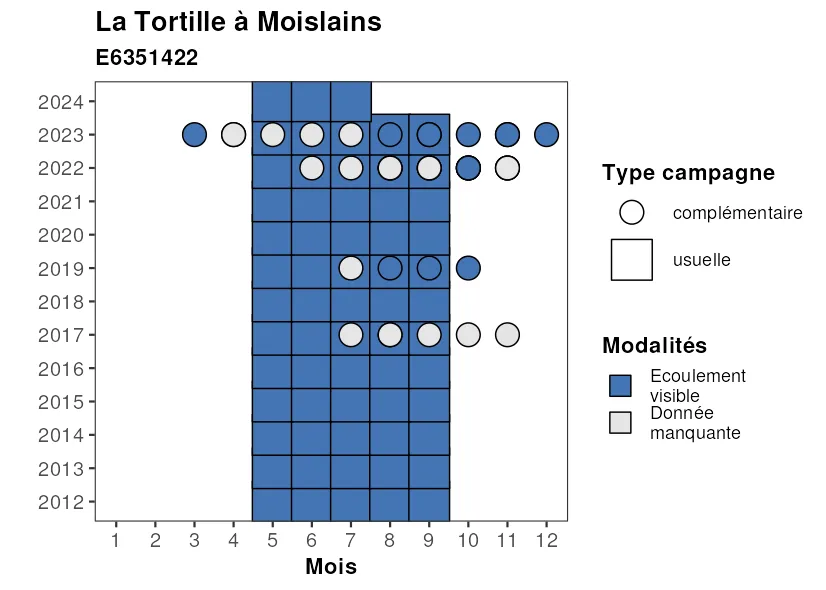 La Tortille à Moislains
E6351422
2024
2023
2022
2021
2020
2019
2018
2017
2016
2015
2014
2013
2012
1 2 3 4 5 6 7 8 9 10 11 12
Mois
Type campagne
complémentaire
usuelle
Modalités
Ecoulement
visible
Donnée
manquante